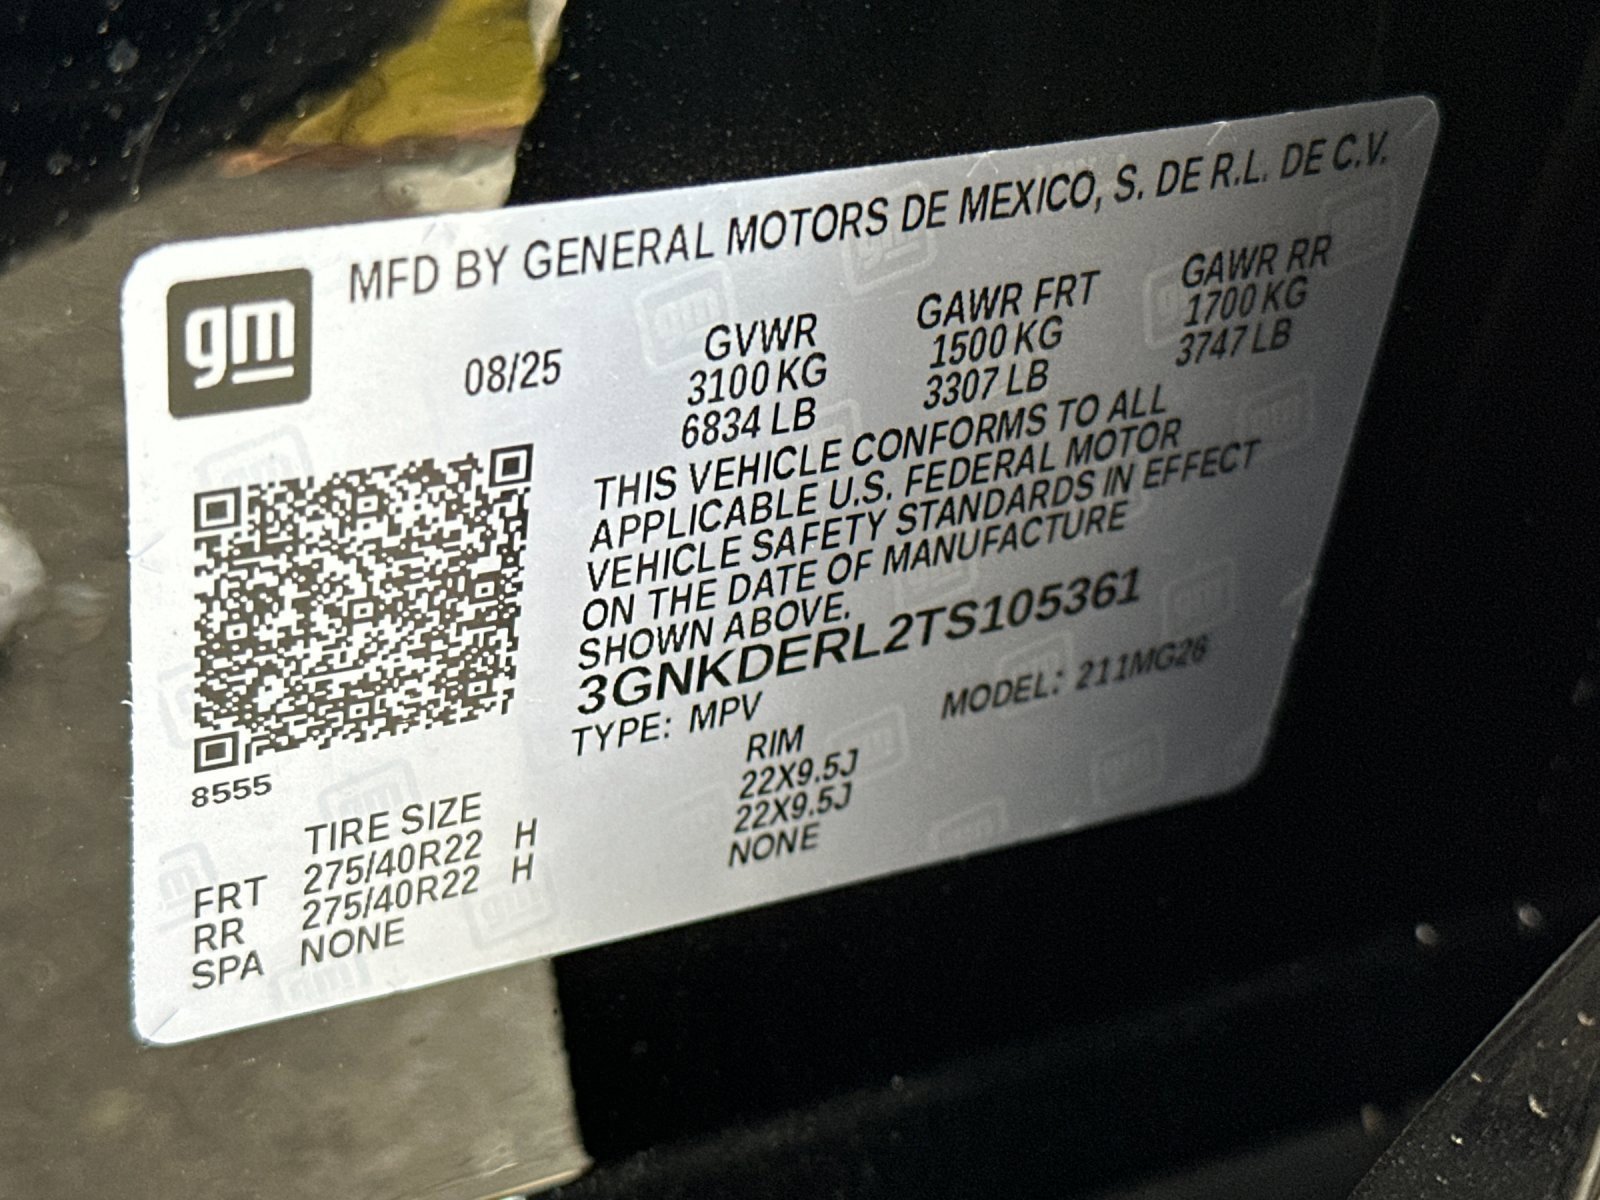 gm
MFD BY GENERAL MOTORS DE MEXICO, S. DE R.L. DE C.V.
08/25 GVWR GAWR FRT GAWR RR
3100 KG 1500 KG 1700 KG
6834 LB 3307 LB 3747 LB
THIS VEHICLE CONFORMS TO ALL
APPLICABLE U.S. FEDERAL MOTOR
VEHICLE SAFETY STANDARDS IN EFFECT
ON THE DATE OF MANUFACTURE
SHOWN ABOVE.
3GNKDERL2TS105361
TYPE: MPV MODEL: 211MG26
8555
TIRE SIZE RIM
FRT 275/40R22 H 22X9.5J
RR 275/40R22 H 22X9.5J
SPA NONE NONE